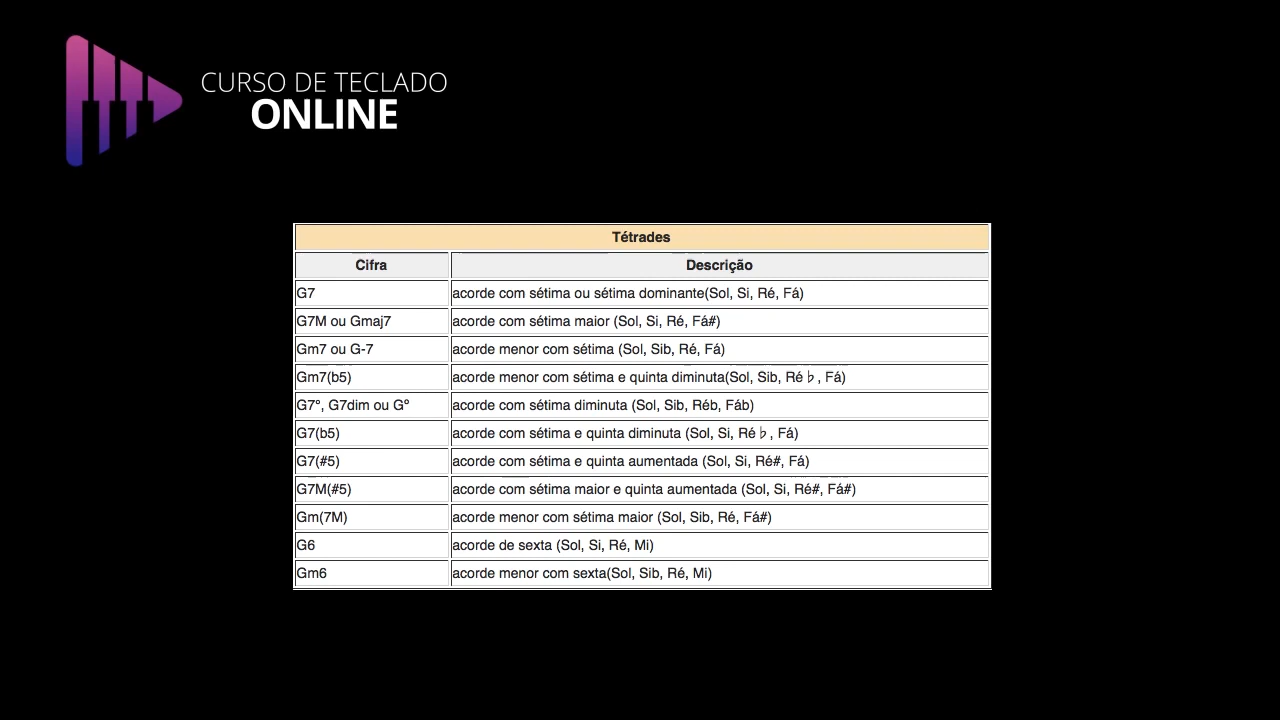 CURSO DE TECLADO
ONLINE
Tétrades
Cifra Descrição
G7 acorde com sétima ou sétima dominante(Sol, Si, Ré, Fá)
G7M ou Gmaj7 acorde com sétima maior (Sol, Si, Ré, Fá#)
Gm7 ou G-7 acorde menor com sétima (Sol, Sib, Ré, Fá)
Gm7(b5) acorde menor com sétima e quinta diminuta(Sol, Sib, Ré♭, Fá)
G7º, G7dim ou Gº acorde com sétima diminuta (Sol, Sib, Réb, Fáb)
G7(b5) acorde com sétima e quinta diminuta (Sol, Si, Ré♭, Fá)
G7(#5) acorde com sétima e quinta aumentada (Sol, Si, Ré#, Fá)
G7M(#5) acorde com sétima maior e quinta aumentada (Sol, Si, Ré#, Fá#)
Gm(7M) acorde menor com sétima maior (Sol, Sib, Ré, Fá#)
G6 acorde de sexta (Sol, Si, Ré, Mi)
Gm6 acorde menor com sexta(Sol, Sib, Ré, Mi)